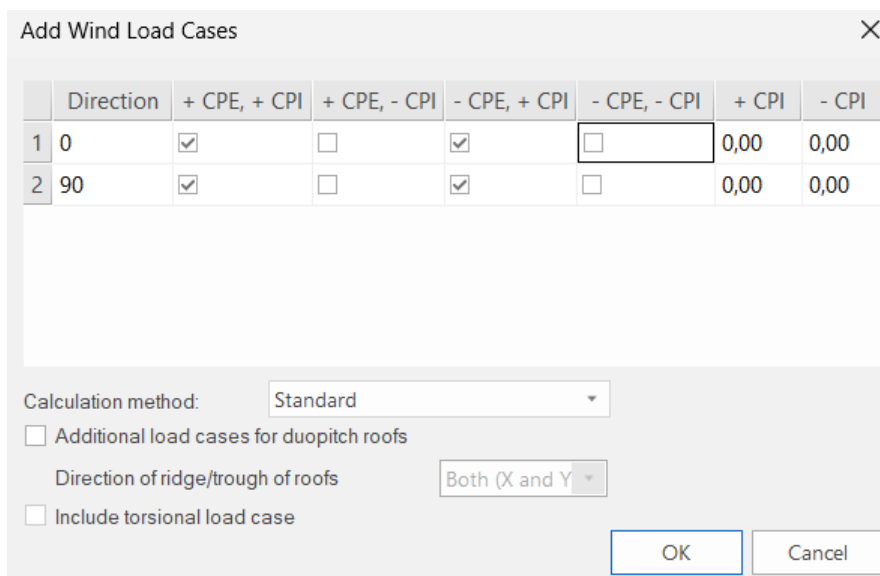 Add Wind Load Cases
Direction + CPE, + CPI + CPE, - CPI - CPE, + CPI - CPE, - CPI + CPI - CPI
1 0 0,00 0,00
2 90 0,00 0,00
Calculation method: Standard
Additional load cases for duopitch roofs
Direction of ridge/trough of roofs Both (X and Y
Include torsional load case
OK Cancel